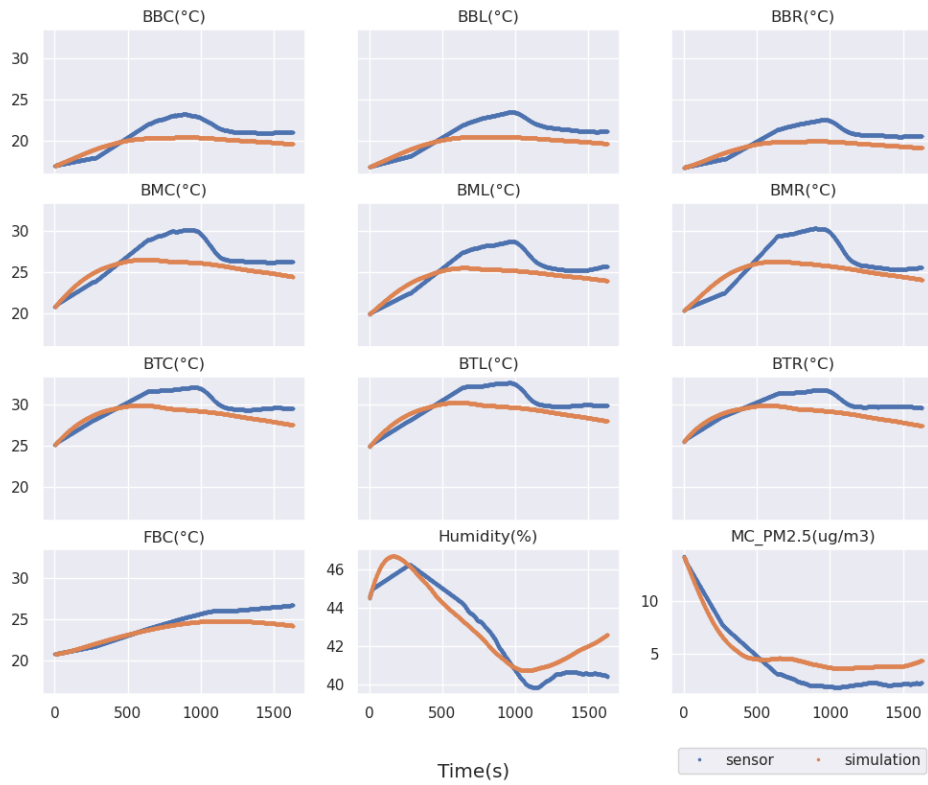 BBC(°C) BBL(°C) BBR(°C)
30
25
20
BMC(°C) BML(°C) BMR(°C)
30
25
20
BTC(°C) BTL(°C) BTR(°C)
30
25
20
FBC(°C) Humidity(%) MC_PM2.5(ug/m3)
30
25
20
46
44
42
40
10
5
0 500 1000 1500 0 500 1000 1500 0 500 1000 1500
Time(s)
sensor simulation